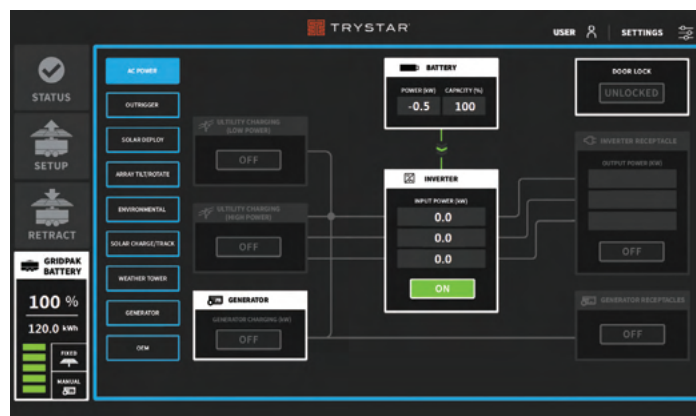 TRYSTAR
USER
SETTINGS
STATUS
SETUP
RETRACT
GRIDPAK
BATTERY
100 %
120.0 kWh
FIXED
MANUAL
AC POWER
OUTRIGGER
SOLAR DEPLOY
ARRAY TILT/ROTATE
ENVIRONMENTAL
SOLAR CHARGE/TRACK
WEATHER TOWER
GENERATOR
OEM
ULTILITY CHARGING
(LOW POWER)
OFF
ULTILITY CHARGING
(HIGH POWER)
OFF
GENERATOR
GENERATOR CHARGING (kW)
OFF
BATTERY
POWER (kW) CAPACITY (%)
-0.5 100
INVERTER
INPUT POWER (kW)
0.0
0.0
0.0
ON
DOOR LOCK
UNLOCKED
INVERTER RECEPTACLE
OUTPUT POWER (kW)
OFF
GENERATOR RECEPTACLES
OFF